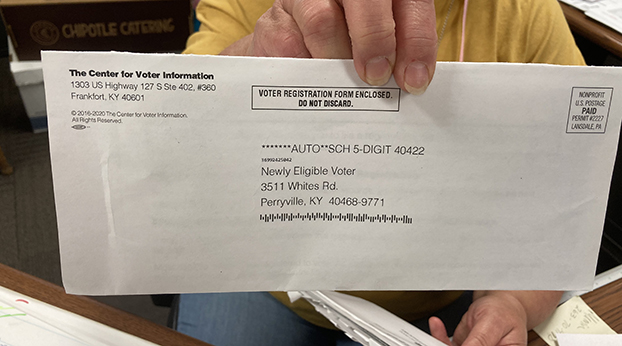 CHIPOTLE CATERING
The Center for Voter Information
1303 US Highway 127 S Ste 402, #360
Frankfort, KY 40601
© 2016-2020 The Center for Voter Information.
All Rights Reserved.
VOTER REGISTRATION FORM ENCLOSED.
DO NOT DISCARD.
NONPROFIT
U.S. POSTAGE
PAID
PERMIT #2227
LANSDALE, PA
*******AUTO**SCH 5-DIGIT 40422
16992425042
Newly Eligible Voter
3511 Whites Rd.
Perryville, KY 40468-9771